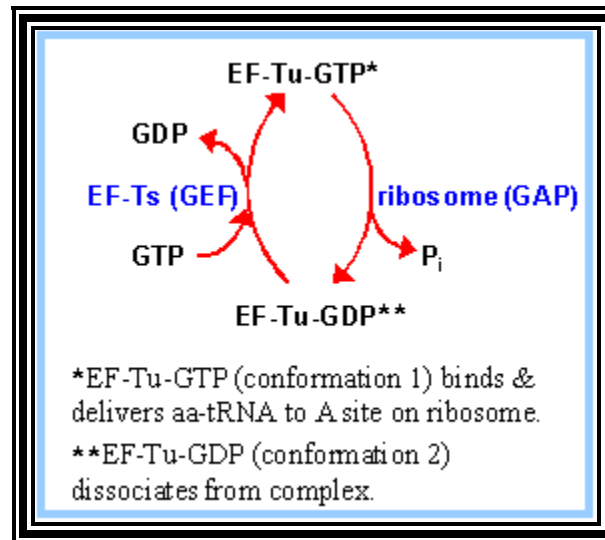 EF-Tu-GTP*
GDP
EF-Ts (GEF)
ribosome (GAP)
GTP
Pi
EF-Tu-GDP**
*EF-Tu-GTP (conformation 1) binds &
delivers aa-tRNA to A site on ribosome.
**EF-Tu-GDP (conformation 2)
dissociates from complex.